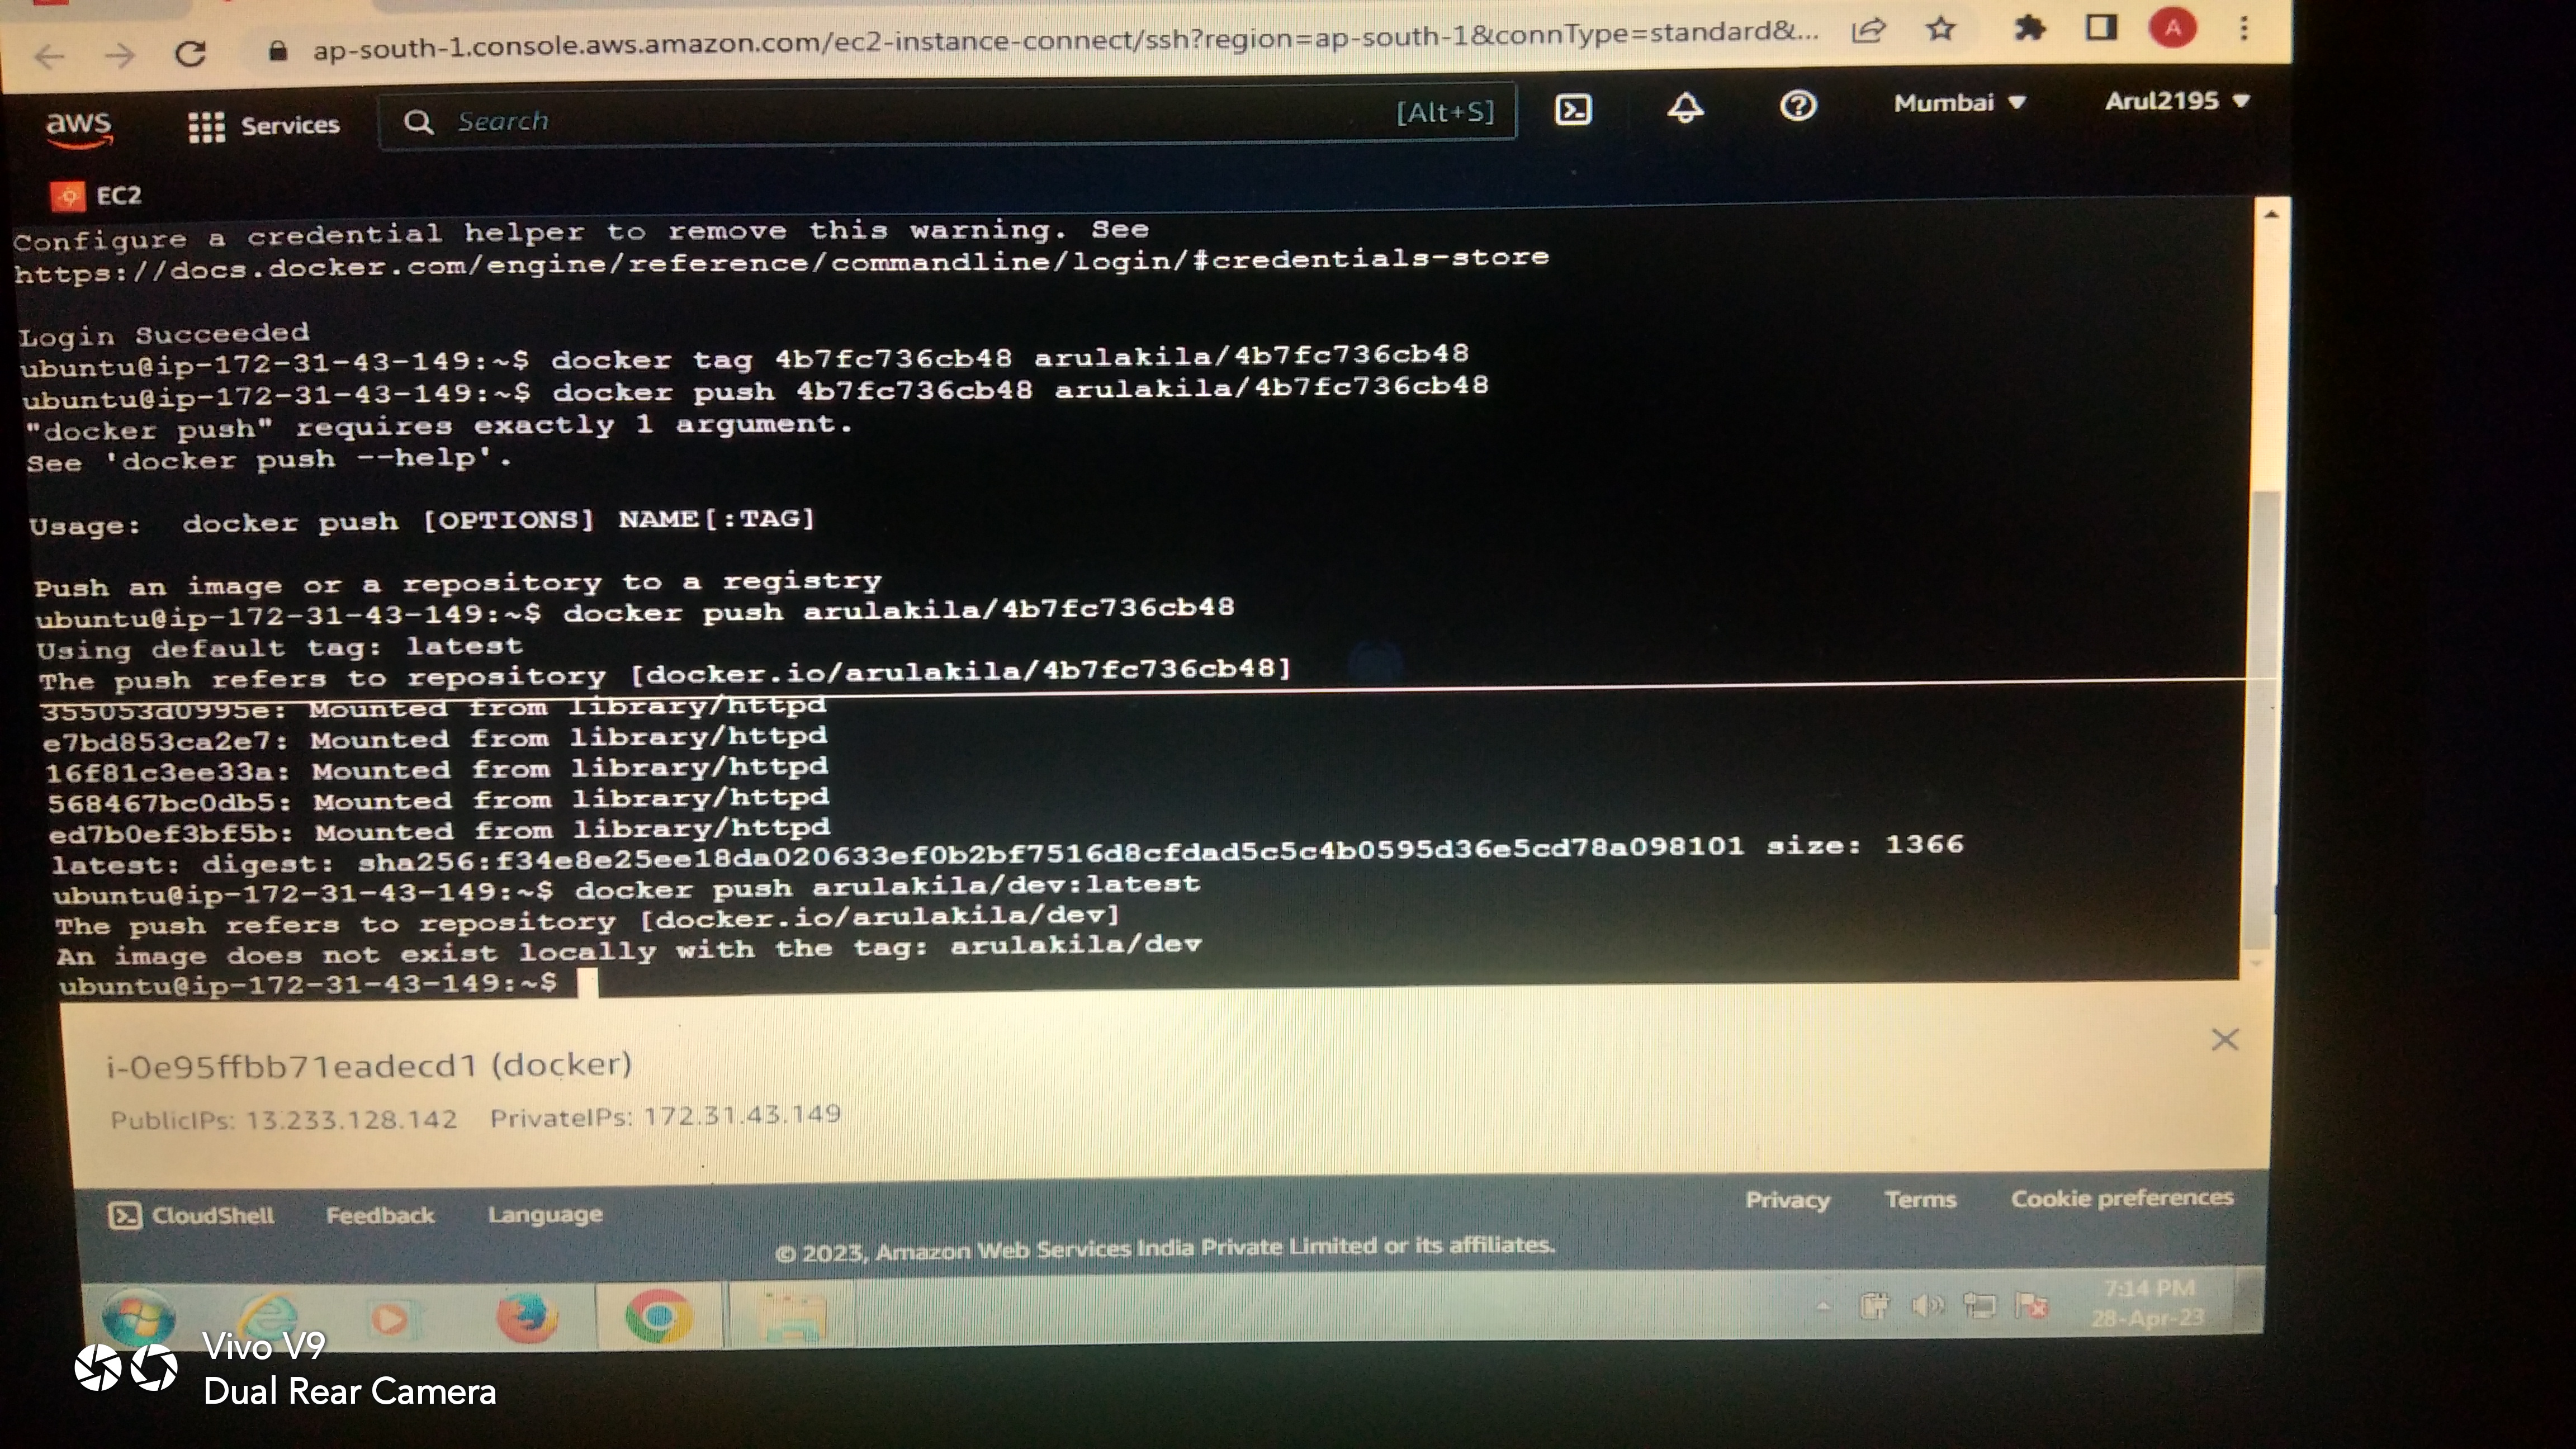 ap-south-1.console.aws.amazon.com/ec2-instance-connect/ssh?region=ap-south-1&connType=standard&...
A
aws
Services
Search
[Alt+S]
Mumbai
Arul2195
EC2
Configure a credential helper to remove this warning. See
https://docs.docker.com/engine/reference/commandline/login/#credentials-store
Login Succeeded
ubuntu@ip-172-31-43-149:~$ docker tag 4b7fc736cb48 arulakila/4b7fc736cb48
ubuntu@ip-172-31-43-149:~$ docker push 4b7fc736cb48 arulakila/4b7fc736cb48
"docker push" requires exactly 1 argument.
See 'docker push --help'.
Usage:  docker push [OPTIONS] NAME[:TAG]
Push an image or a repository to a registry
ubuntu@ip-172-31-43-149:~$ docker push arulakila/4b7fc736cb48
Using default tag: latest
The push refers to repository [docker.io/arulakila/4b7fc736cb48]
355053d0995e: Mounted from library/httpd
e7bd853ca2e7: Mounted from library/httpd
16f81c3ee33a: Mounted from library/httpd
568467bc0db5: Mounted from library/httpd
ed7b0ef3bf5b: Mounted from library/httpd
latest: digest: sha256:f34e8e25ee18da020633ef0b2bf7516d8cfdad5c5c4b0595d36e5cd78a098101 size: 1366
ubuntu@ip-172-31-43-149:~$ docker push arulakila/dev:latest
The push refers to repository [docker.io/arulakila/dev]
An image does not exist locally with the tag: arulakila/dev
ubuntu@ip-172-31-43-149:~$
i-0e95ffbb71eadecd1 (docker)
PublicIPs: 13.233.128.142 PrivateIPs: 172.31.43.149
CloudShell
Feedback
Language
Privacy
Terms
Cookie preferences
© 2023, Amazon Web Services India Private Limited or its affiliates.
7:14 PM
28-Apr-23
Vivo V9
Dual Rear Camera